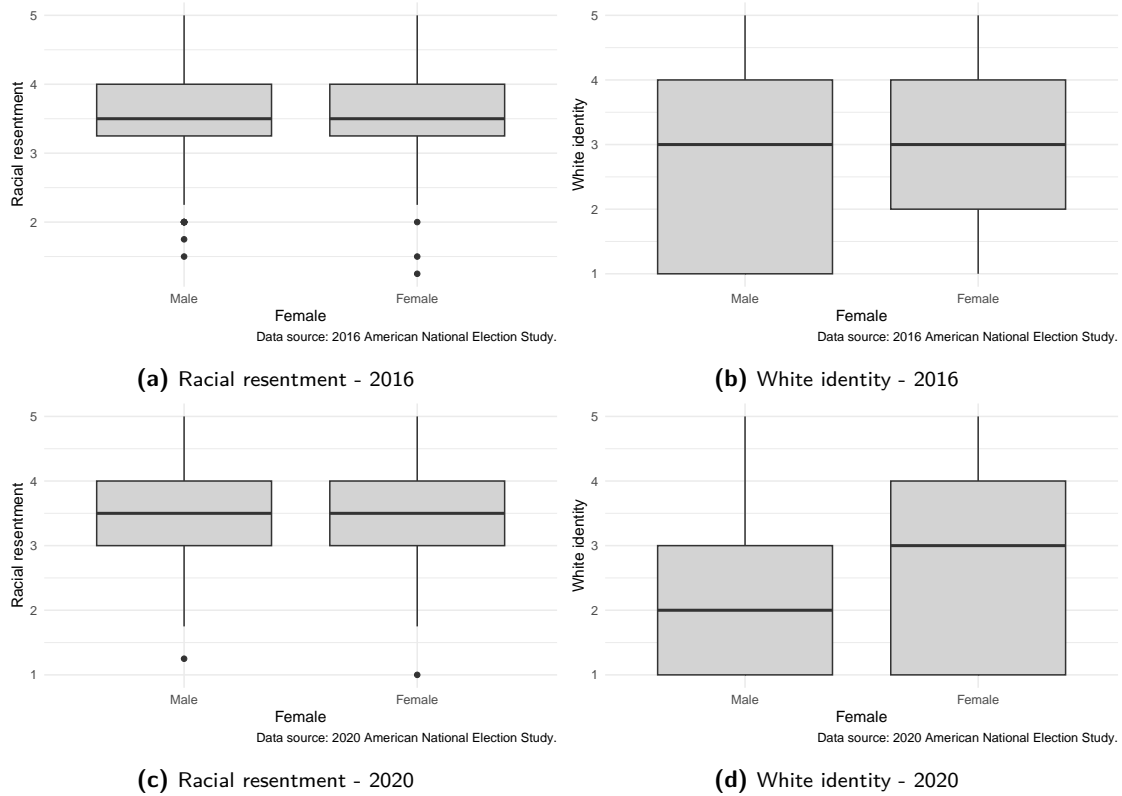 5
4
3
2
Racial resentment
Male
Female
Female
Data source: 2016 American National Election Study.
(a) Racial resentment - 2016
5
4
3
2
1
White identity
Male
Female
Female
Data source: 2016 American National Election Study.
(b) White identity - 2016
5
4
3
2
1
Racial resentment
Male
Female
Female
Data source: 2020 American National Election Study.
(c) Racial resentment - 2020
5
4
3
2
1
White identity
Male
Female
Female
Data source: 2020 American National Election Study.
(d) White identity - 2020